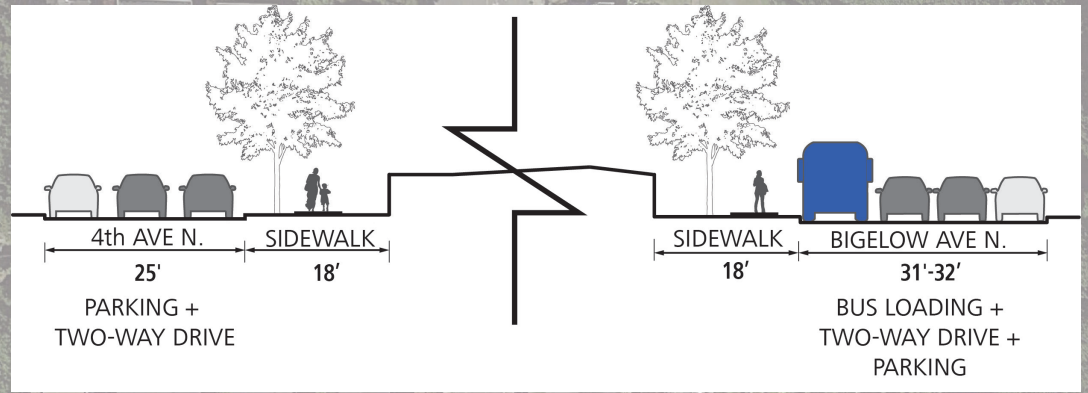 4th AVE N.
25'
PARKING +
TWO-WAY DRIVE
SIDEWALK
18'
SIDEWALK
18'
BIGELOW AVE N.
31'-32'
BUS LOADING +
TWO-WAY DRIVE +
PARKING